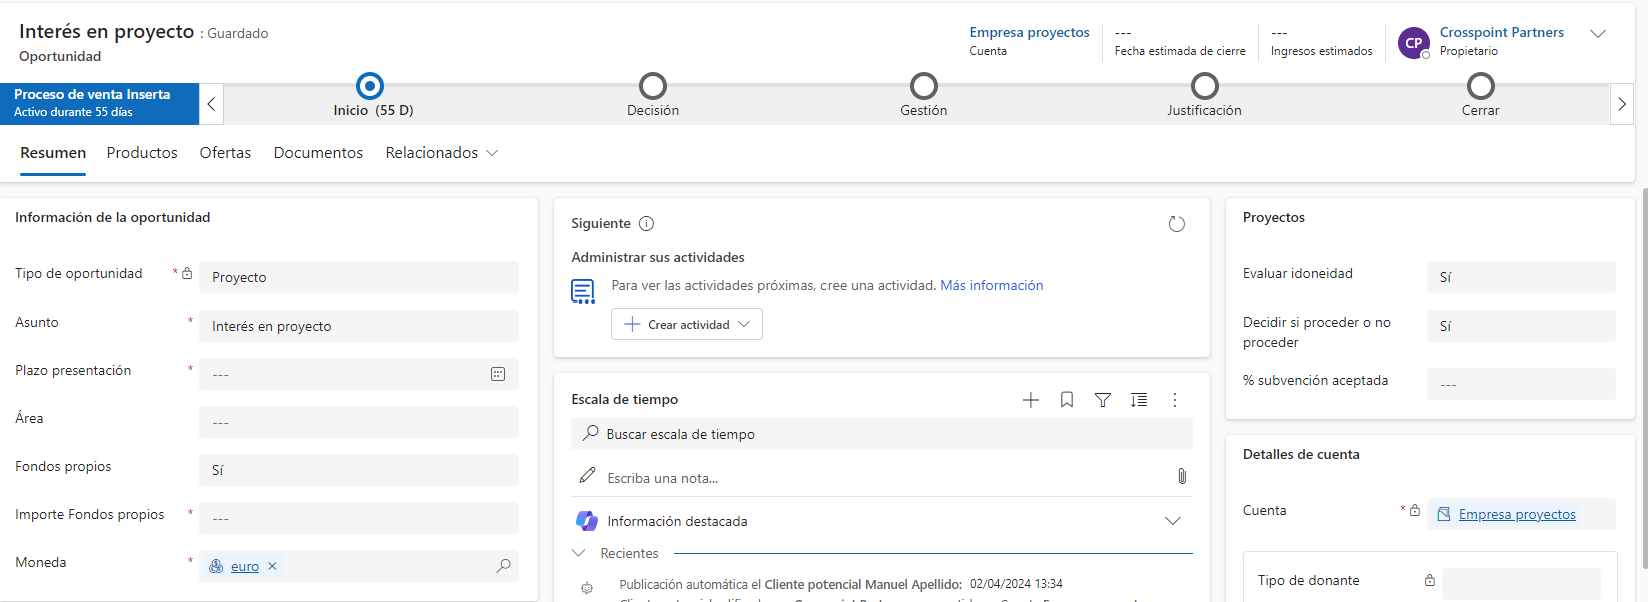 Interés en proyecto : Guardado
Oportunidad
Empresa proyectos
Cuenta
---
Fecha estimada de cierre
---
Ingresos estimados
CP
Crosspoint Partners
Propietario
Proceso de venta Inserta
Activo durante 55 días
Inicio (55 D)
Decisión
Gestión
Justificación
Cerrar
Resumen
Productos
Ofertas
Documentos
Relacionados
Información de la oportunidad
Tipo de oportunidad * Proyecto
Asunto * Interés en proyecto
Plazo presentación * ---
Área ---
Fondos propios Sí
Importe Fondos propios * ---
Moneda * euro
Siguiente
Administrar sus actividades
Para ver las actividades próximas, cree una actividad. Más información
Crear actividad
Escala de tiempo
Buscar escala de tiempo
Escriba una nota...
Información destacada
Recientes
Publicación automática el Cliente potencial Manuel Apellido: 02/04/2024 13:34
Proyectos
Evaluar idoneidad Sí
Decidir si proceder o no
proceder
Sí
% subvención aceptada ---
Detalles de cuenta
Cuenta * Empresa proyectos
Tipo de donante